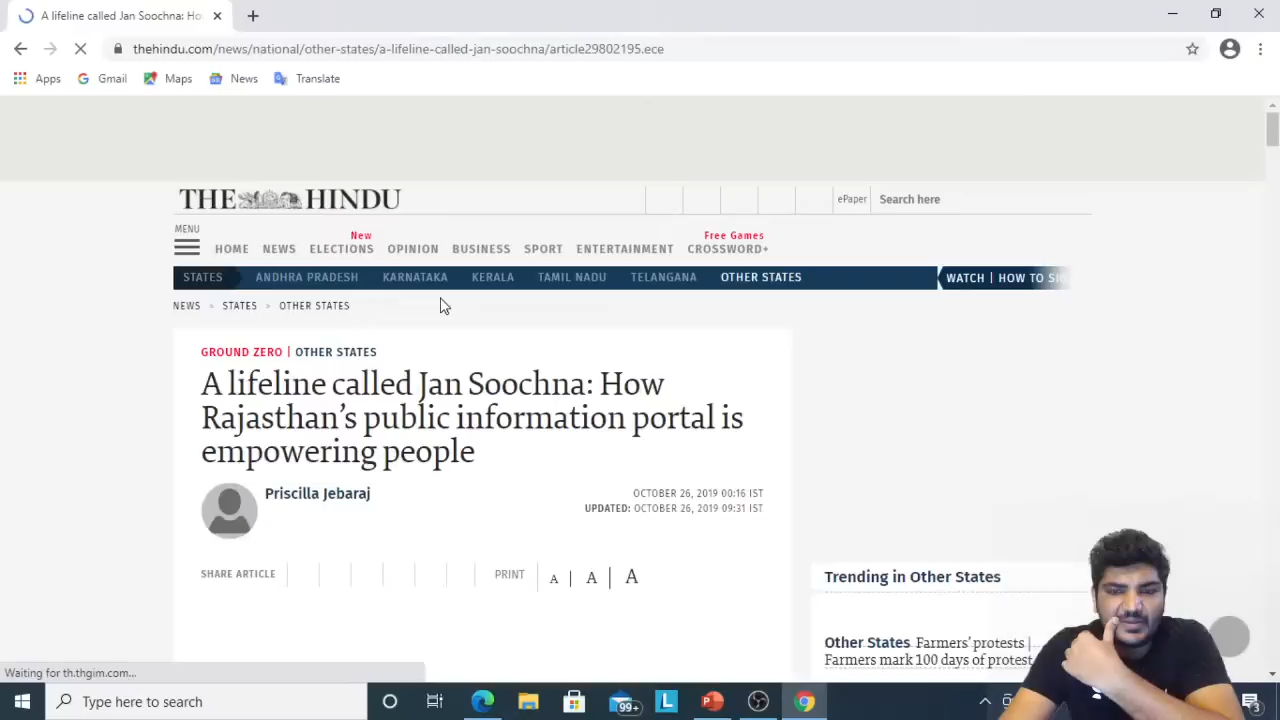 A lifeline called Jan Soochna: Ho
thehindu.com/news/national/other-states/a-lifeline-called-jan-soochna/article29802195.ece
Apps Gmail Maps News Translate
THE HINDU
ePaper Search here
MENU
New
Free Games
HOME NEWS ELECTIONS OPINION BUSINESS SPORT ENTERTAINMENT CROSSWORD+
STATES ANDHRA PRADESH KARNATAKA KERALA TAMIL NADU TELANGANA OTHER STATES WATCH | HOW TO SI
NEWS STATES OTHER STATES
GROUND ZERO | OTHER STATES
A lifeline called Jan Soochna: How
Rajasthan’s public information portal is
empowering people
Priscilla Jebaraj
OCTOBER 26, 2019 00:16 IST
UPDATED: OCTOBER 26, 2019 09:31 IST
SHARE ARTICLE PRINT A | A | A
Trending in Other States
Other States Farmers’ protests |
Farmers mark 100 days of protest
Waiting for th.thgim.com...
Type here to search
99+
L
3